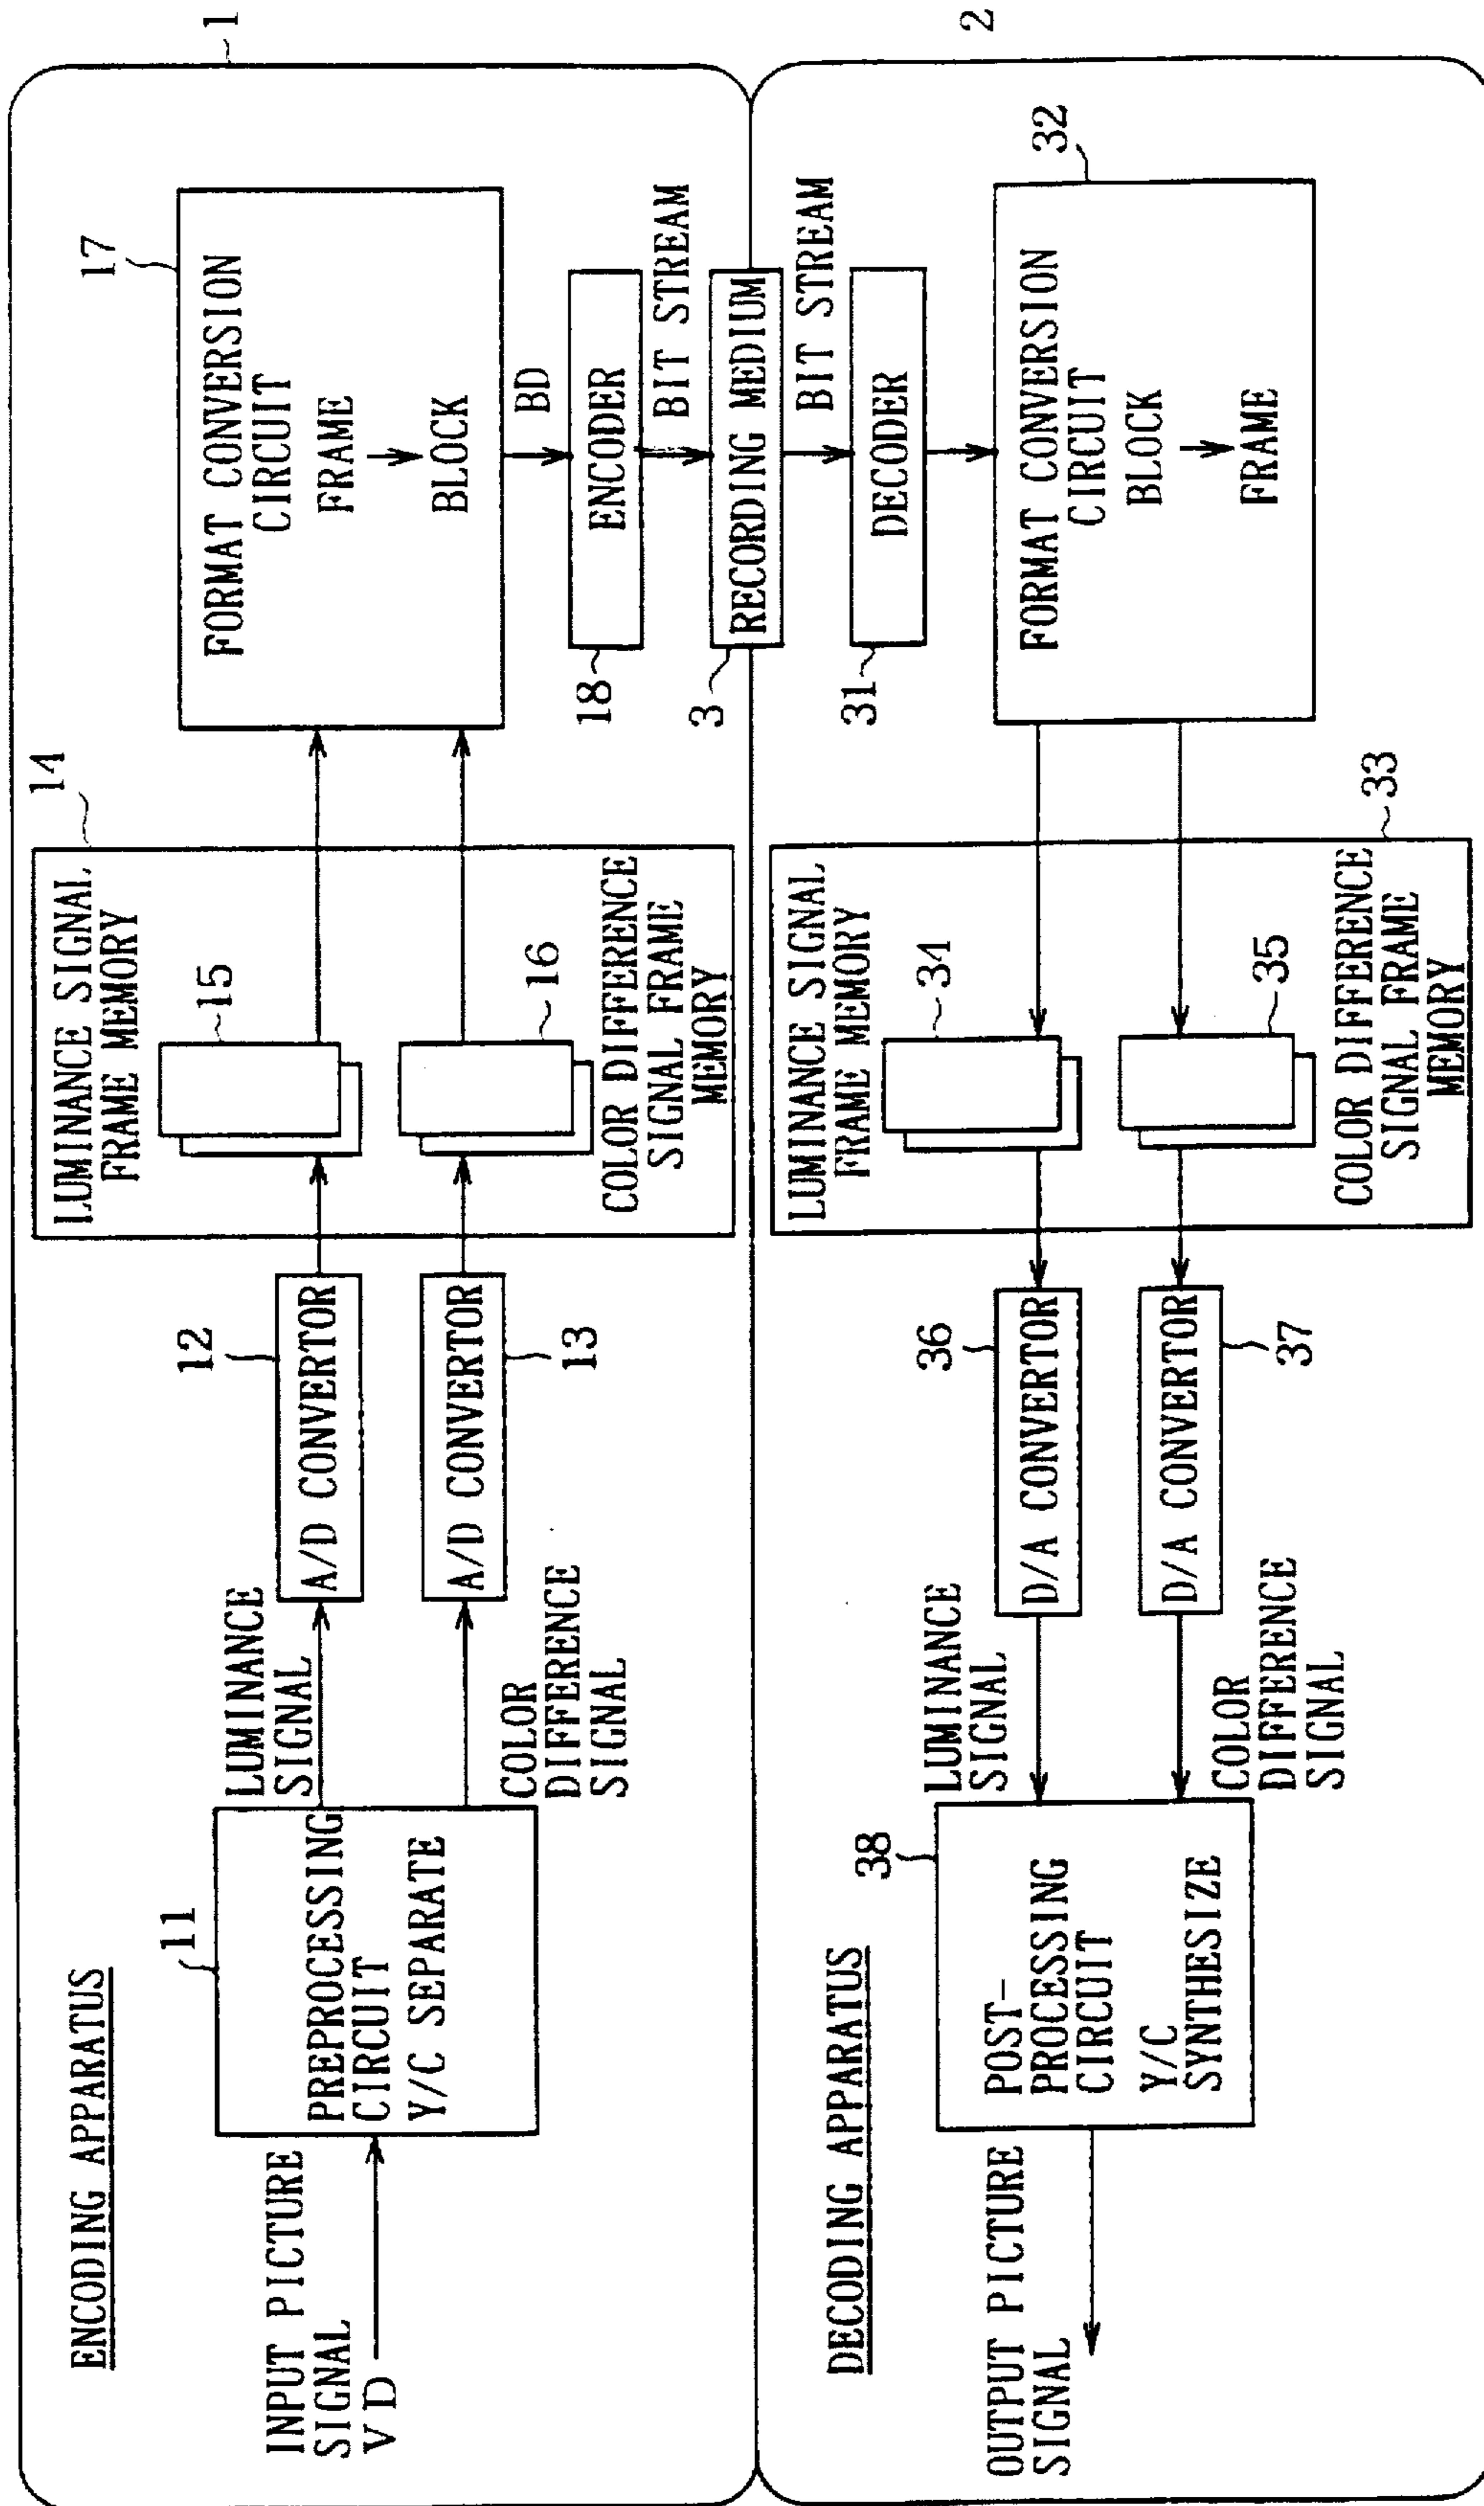 1
ENCODING APPARATUS
INPUT PICTURE
SIGNAL
VD
11
PREPROCESSING
CIRCUIT
Y/C SEPARATE
LUMINANCE
SIGNAL
COLOR
DIFFERENCE
SIGNAL
12
A/D CONVERTOR
A/D CONVERTOR
13
14
LUMINANCE SIGNAL
FRAME MEMORY
15
16
COLOR DIFFERENCE
SIGNAL FRAME
MEMORY
17
FORMAT CONVERSION
CIRCUIT
FRAME
BLOCK
BD
18
ENCODER
BIT STREAM
3
RECORDING MEDIUM
BIT STREAM
2
DECODING APPARATUS
31
DECODER
32
FORMAT CONVERSION
CIRCUIT
BLOCK
FRAME
33
LUMINANCE SIGNAL
FRAME MEMORY
34
35
COLOR DIFFERENCE
SIGNAL FRAME
MEMORY
36
D/A CONVERTOR
D/A CONVERTOR
37
LUMINANCE
SIGNAL
COLOR
DIFFERENCE
SIGNAL
38
POST-
PROCESSING
CIRCUIT
Y/C
SYNTHESIZE
OUTPUT PICTURE
SIGNAL